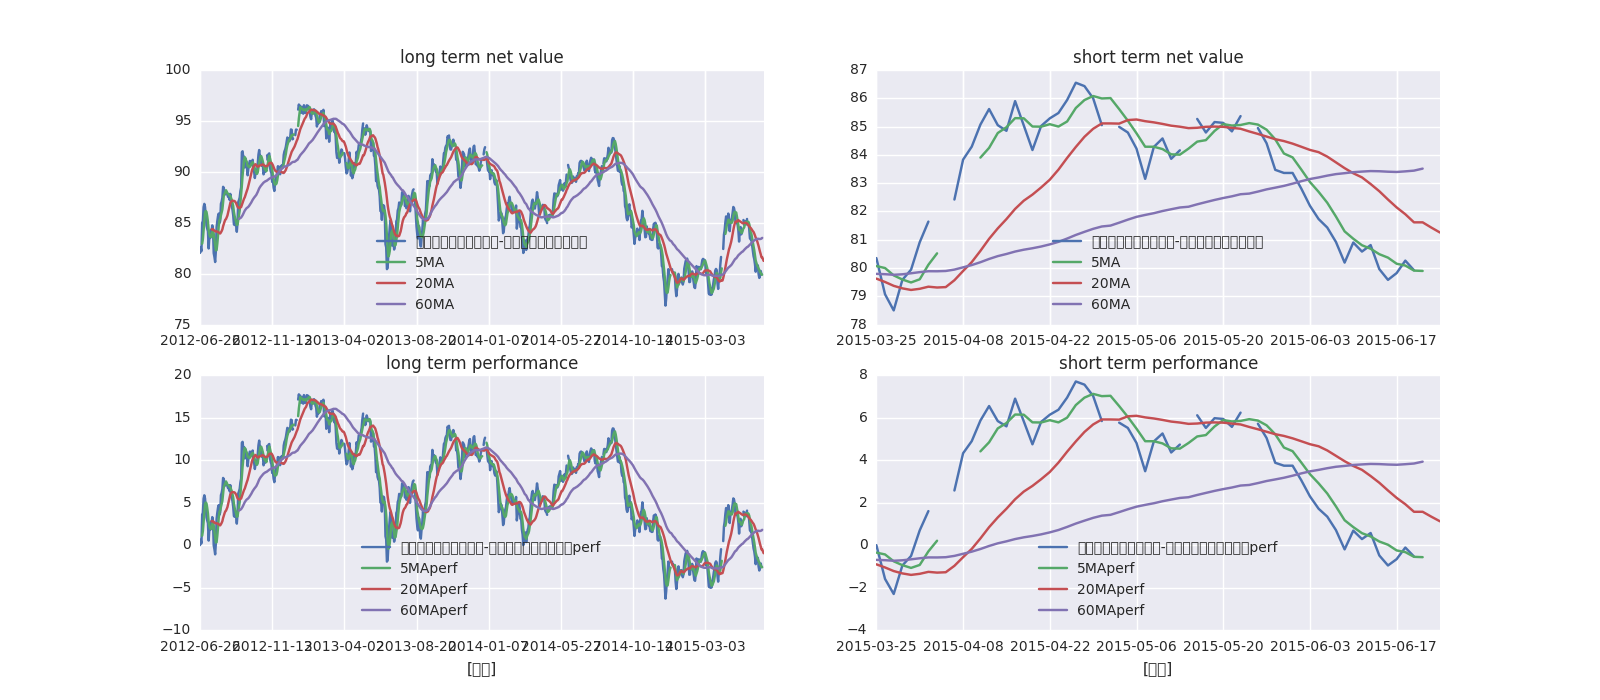 long term net value
short term net value
100
95
90
85
80
75
87
86
85
84
83
82
81
80
79
78
5MA
20MA
60MA
5MA
20MA
60MA
2012-06-26 2012-11-13 2013-04-02 2013-08-20 2014-01-07 2014-05-27 2014-10-14 2015-03-03
2015-03-25 2015-04-08 2015-04-22 2015-05-06 2015-05-20 2015-06-03 2015-06-17
long term performance
short term performance
20
15
10
5
0
−5
−10
8
6
4
2
0
−2
−4
perf
5MAperf
20MAperf
60MAperf
perf
5MAperf
20MAperf
60MAperf
2012-06-26 2012-11-13 2013-04-02 2013-08-20 2014-01-07 2014-05-27 2014-10-14 2015-03-03
2015-03-25 2015-04-08 2015-04-22 2015-05-06 2015-05-20 2015-06-03 2015-06-17